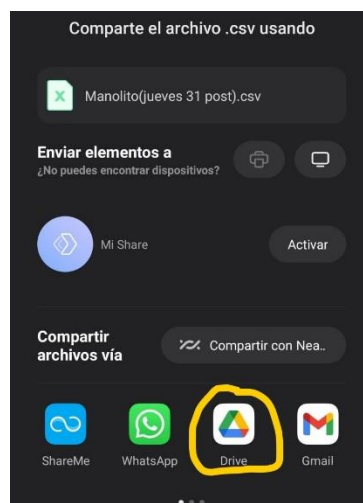 Comparte el archivo .csv usando
Manolito(jueves 31 post).csv
Enviar elementos a
¿No puedes encontrar dispositivos?
Mi Share
Activar
Compartir
archivos vía
Compartir con Nea..
ShareMe
WhatsApp
Drive
Gmail